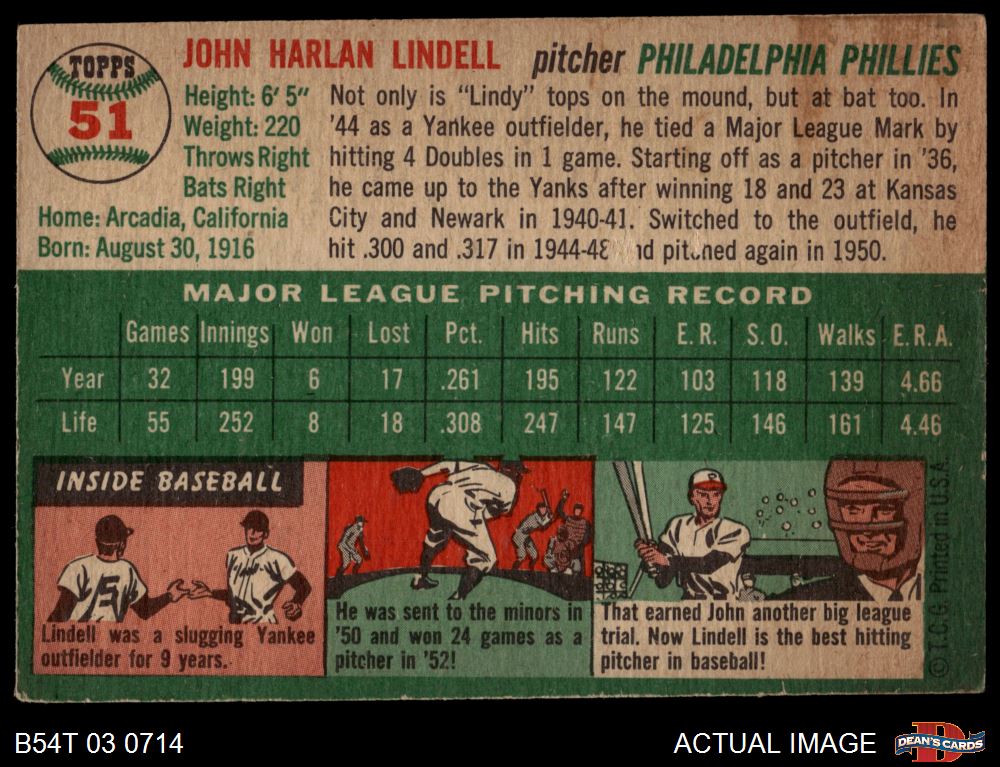 TOPPS
51
JOHN HARLAN LINDELL pitcher PHILADELPHIA PHILLIES
Height: 6' 5"
Weight: 220
Throws Right
Bats Right
Home: Arcadia, California
Born: August 30, 1916
Not only is "Lindy" tops on the mound, but at bat too. In
'44 as a Yankee outfielder, he tied a Major League Mark by
hitting 4 Doubles in 1 game. Starting off as a pitcher in '36,
he came up to the Yanks after winning 18 and 23 at Kansas
City and Newark in 1940-41. Switched to the outfield, he
hit .300 and .317 in 1944-48 nd pitched again in 1950.
MAJOR LEAGUE PITCHING RECORD
Games Innings Won Lost Pct. Hits Runs E.R. S.O. Walks E.R.A.
Year 32 199 6 17 .261 195 122 103 118 139 4.66
Life 55 252 8 18 .308 247 147 125 146 161 4.46
INSIDE BASEBALL
5
Lindell was a slugging Yankee
outfielder for 9 years.
He was sent to the minors in
'50 and won 24 games as a
pitcher in '52!
That earned John another big league
trial. Now Lindell is the best hitting
pitcher in baseball!
© T.C.G. Printed in U.S.A.
B54T 03 0714
ACTUAL IMAGE
DEAN'S CARDS